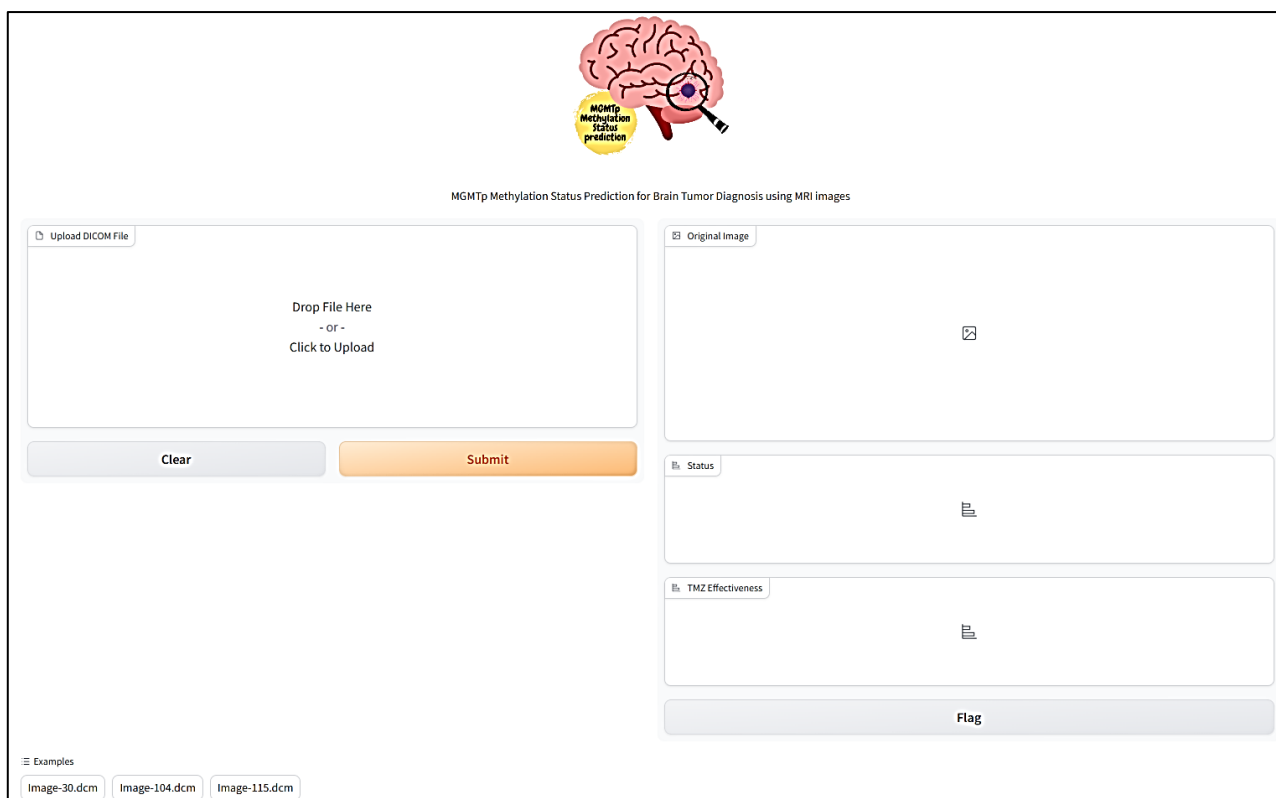 MGMTp
Methylation
Status
prediction
MGMTp Methylation Status Prediction for Brain Tumor Diagnosis using MRI images
Upload DICOM File
Drop File Here
- or -
Click to Upload
Clear
Submit
Original Image
Status
TMZ Effectiveness
Flag
Examples
Image-30.dcm
Image-104.dcm
Image-115.dcm